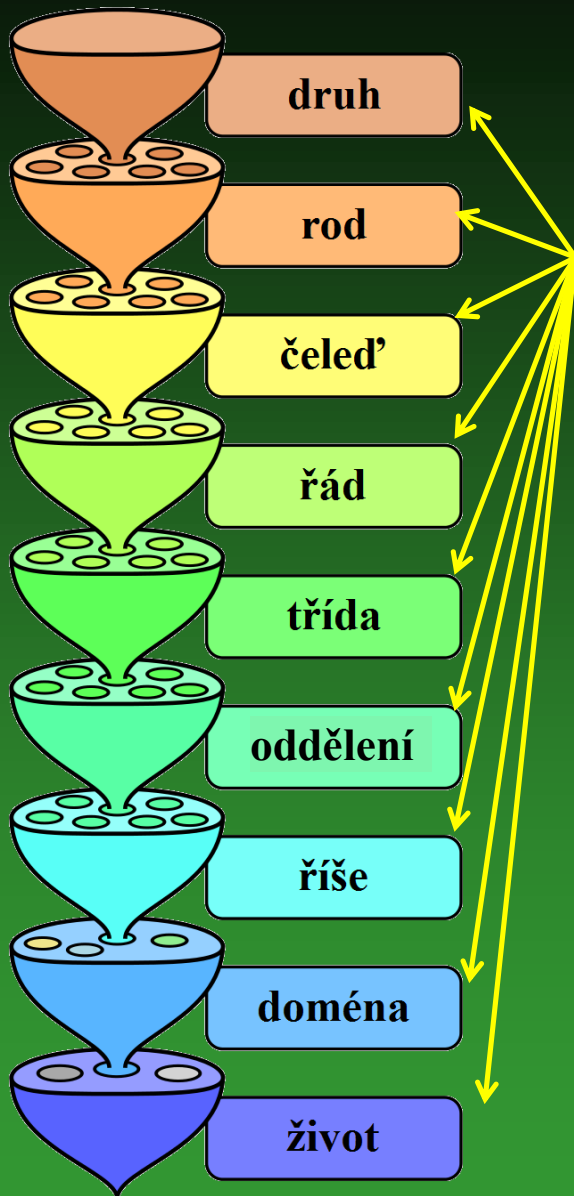 druh
rod
čeleď
řád
třída
oddělení
říše
doména
život